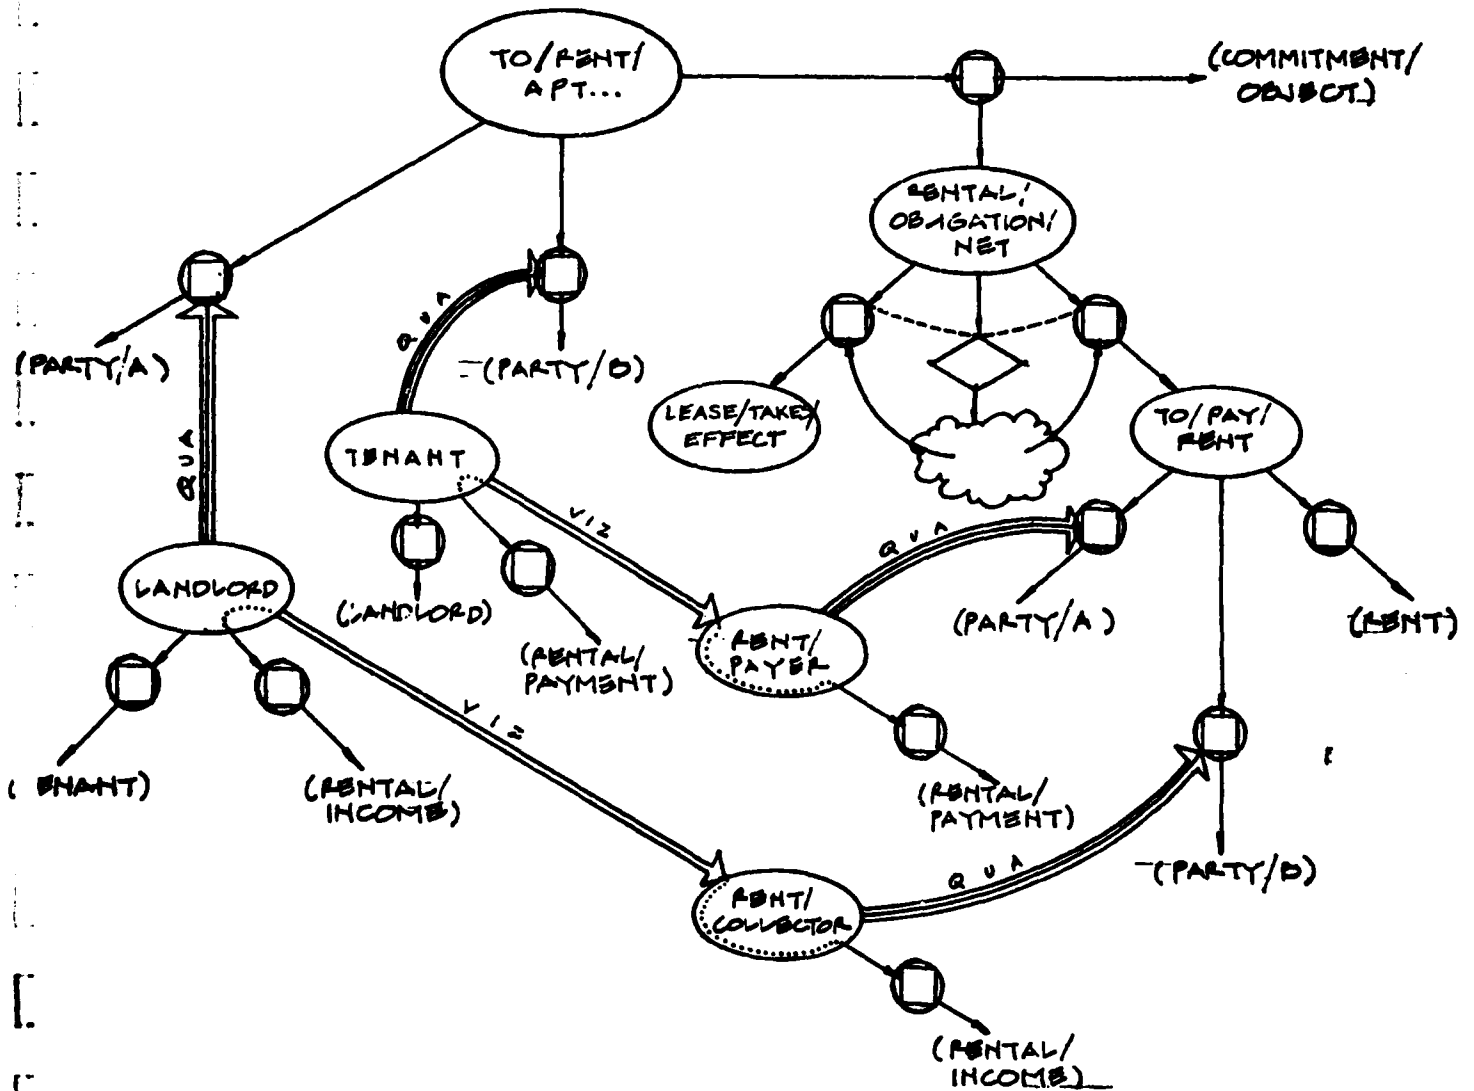 TO/RENT/
APT...
(COMMITMENT/
OBJECT)
RENTAL/
OBLIGATION/
NET
(PARTY/A)
QUA
(PARTY/B)
QUA
LEASE/TAKES/
EFFECT
TO/PAY/
RENT
TENANT
VIZ
QUA
LANDLORD
(LANDLORD)
(RENTAL/
PAYMENT)
RENT/
PAYER
(PARTY/A)
(RENT)
VIZ
( ENANT)
(RENTAL/
INCOME)
(RENTAL/
PAYMENT)
QUA
(PARTY/B)
RENT/
COLLECTOR
(RENTAL/
INCOME)